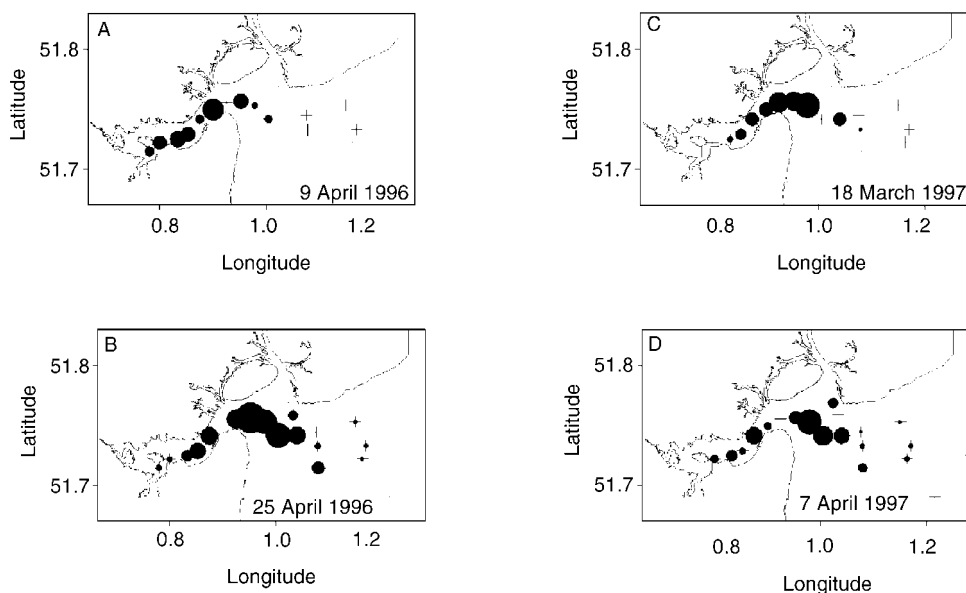 A
51.8
Latitude
51.7
9 April 1996
0.8 1.0 1.2
Longitude
C
51.8
Latitude
51.7
18 March 1997
0.8 1.0 1.2
Longitude
B
51.8
Latitude
51.7
25 April 1996
0.8 1.0 1.2
Longitude
D
51.8
Latitude
51.7
7 April 1997
0.8 1.0 1.2
Longitude